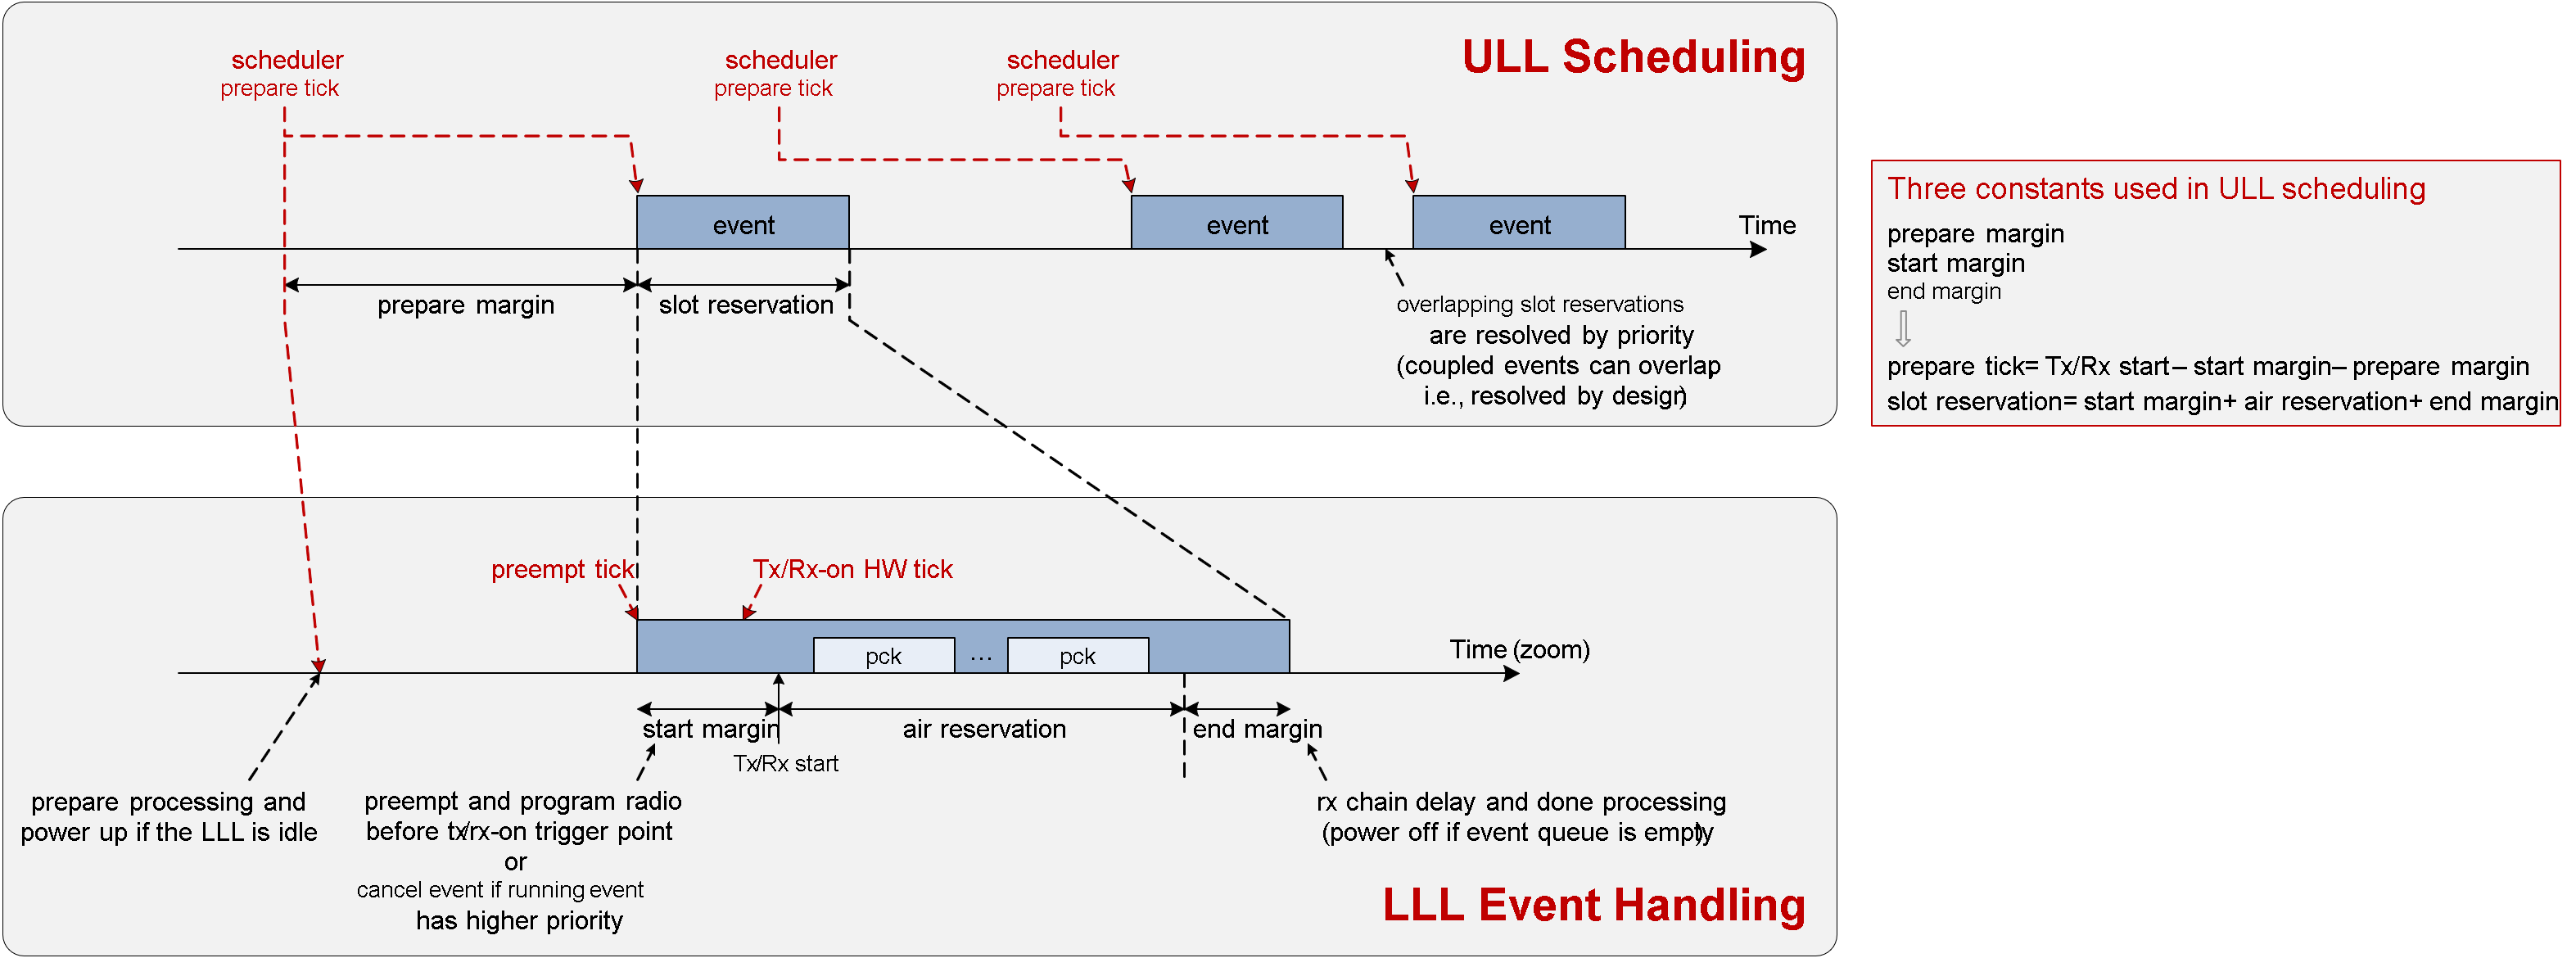 ULL Scheduling
scheduler
prepare tick
scheduler
prepare tick
scheduler
prepare tick
event
event
event
Time
prepare margin
slot reservation
overlapping slot reservations
are resolved by priority
(coupled events can overlap,
i.e., resolved by design)
Three constants used in ULL scheduling
prepare margin
start margin
end margin
prepare tick= Tx/Rx start– start margin– prepare margin
slot reservation= start margin+ air reservation+ end margin
preempt tick
Tx/Rx-on HW tick
pck
...
pck
Time (zoom)
start margin
air reservation
end margin
Tx/Rx start
prepare processing and
power up if the LLL is idle
preempt and program radio
before tx/rx-on trigger point
or
cancel event if running event
has higher priority
rx chain delay and done processing
(power off if event queue is empty)
LLL Event Handling